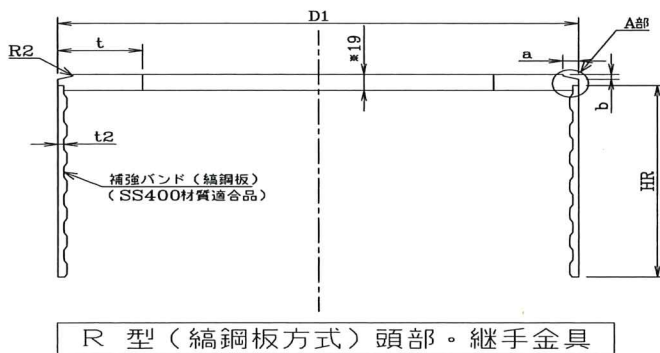 D1
t
※19
a
A部
R2
b
t2
HR
補強バンド（縞鋼板）
（SS400材質適合品）
R 型（縞鋼板方式）頭部。継手金具